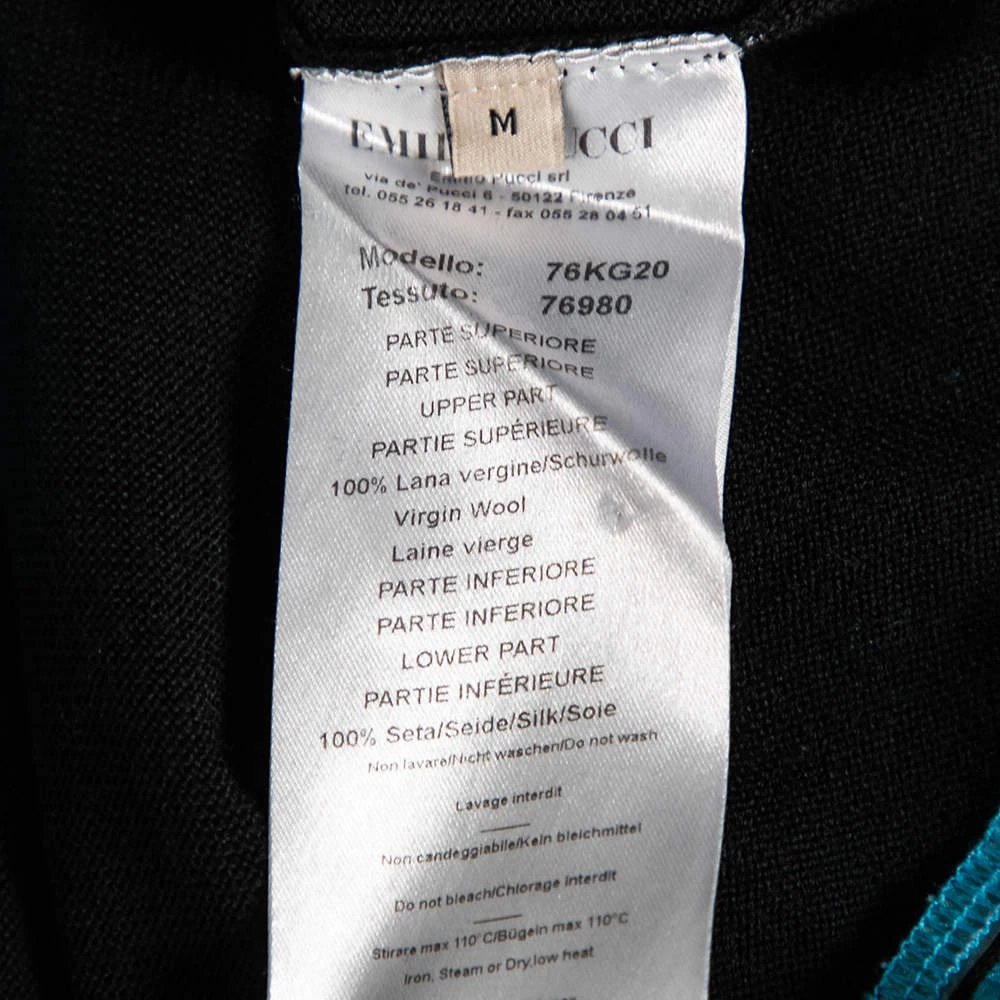 M
EMILIO PUCCI
Emilio Pucci srl
via de' Pucci 6 - 50122 Firenze
tel. 055 26 18 41 - fax 055 28 04 51
Modello: 76KG20
Tessuto: 76980
PARTE SUPERIORE
PARTE SUPERIORE
UPPER PART
PARTIE SUPÉRIEURE
100% Lana vergine/Schurwolle
Virgin Wool
Laine vierge
PARTE INFERIORE
PARTE INFERIORE
LOWER PART
PARTIE INFÉRIEURE
100% Seta/Seide/Silk/Soie
Non lavare/Nicht waschen/Do not wash
Lavage interdit
Non candeggiabile/Kein bleichmittel
Do not bleach/Chlorage interdit
Stirare max 110°C/Bügeln max 110°C
Iron, Steam or Dry,low heat